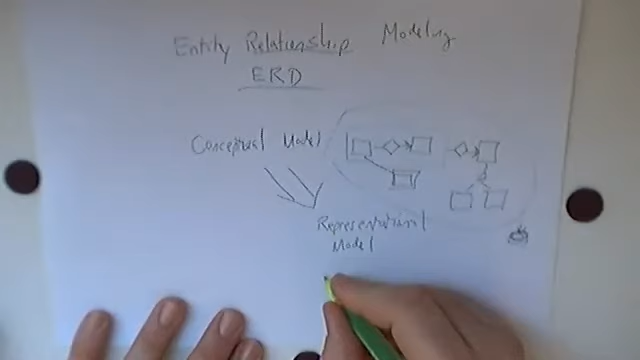 Entity Relationship Modeling
ERD
Conceptual Model
Representational
Model